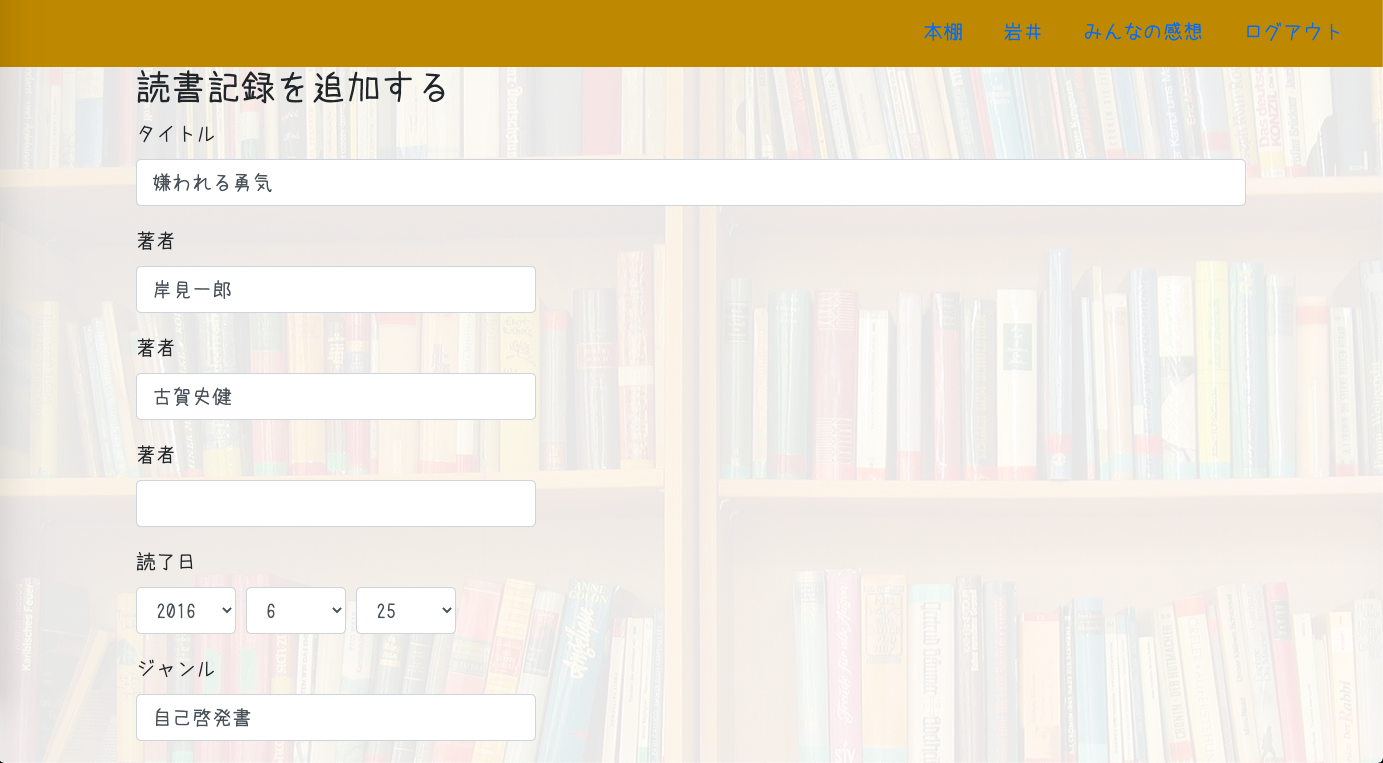 本棚 岩井 みんなの感想 ログアウト
読書記録を追加する
タイトル
嫌われる勇気
著者
岸見一郎
著者
古賀史健
著者
読了日
2016 6 25
ジャンル
自己啓発書